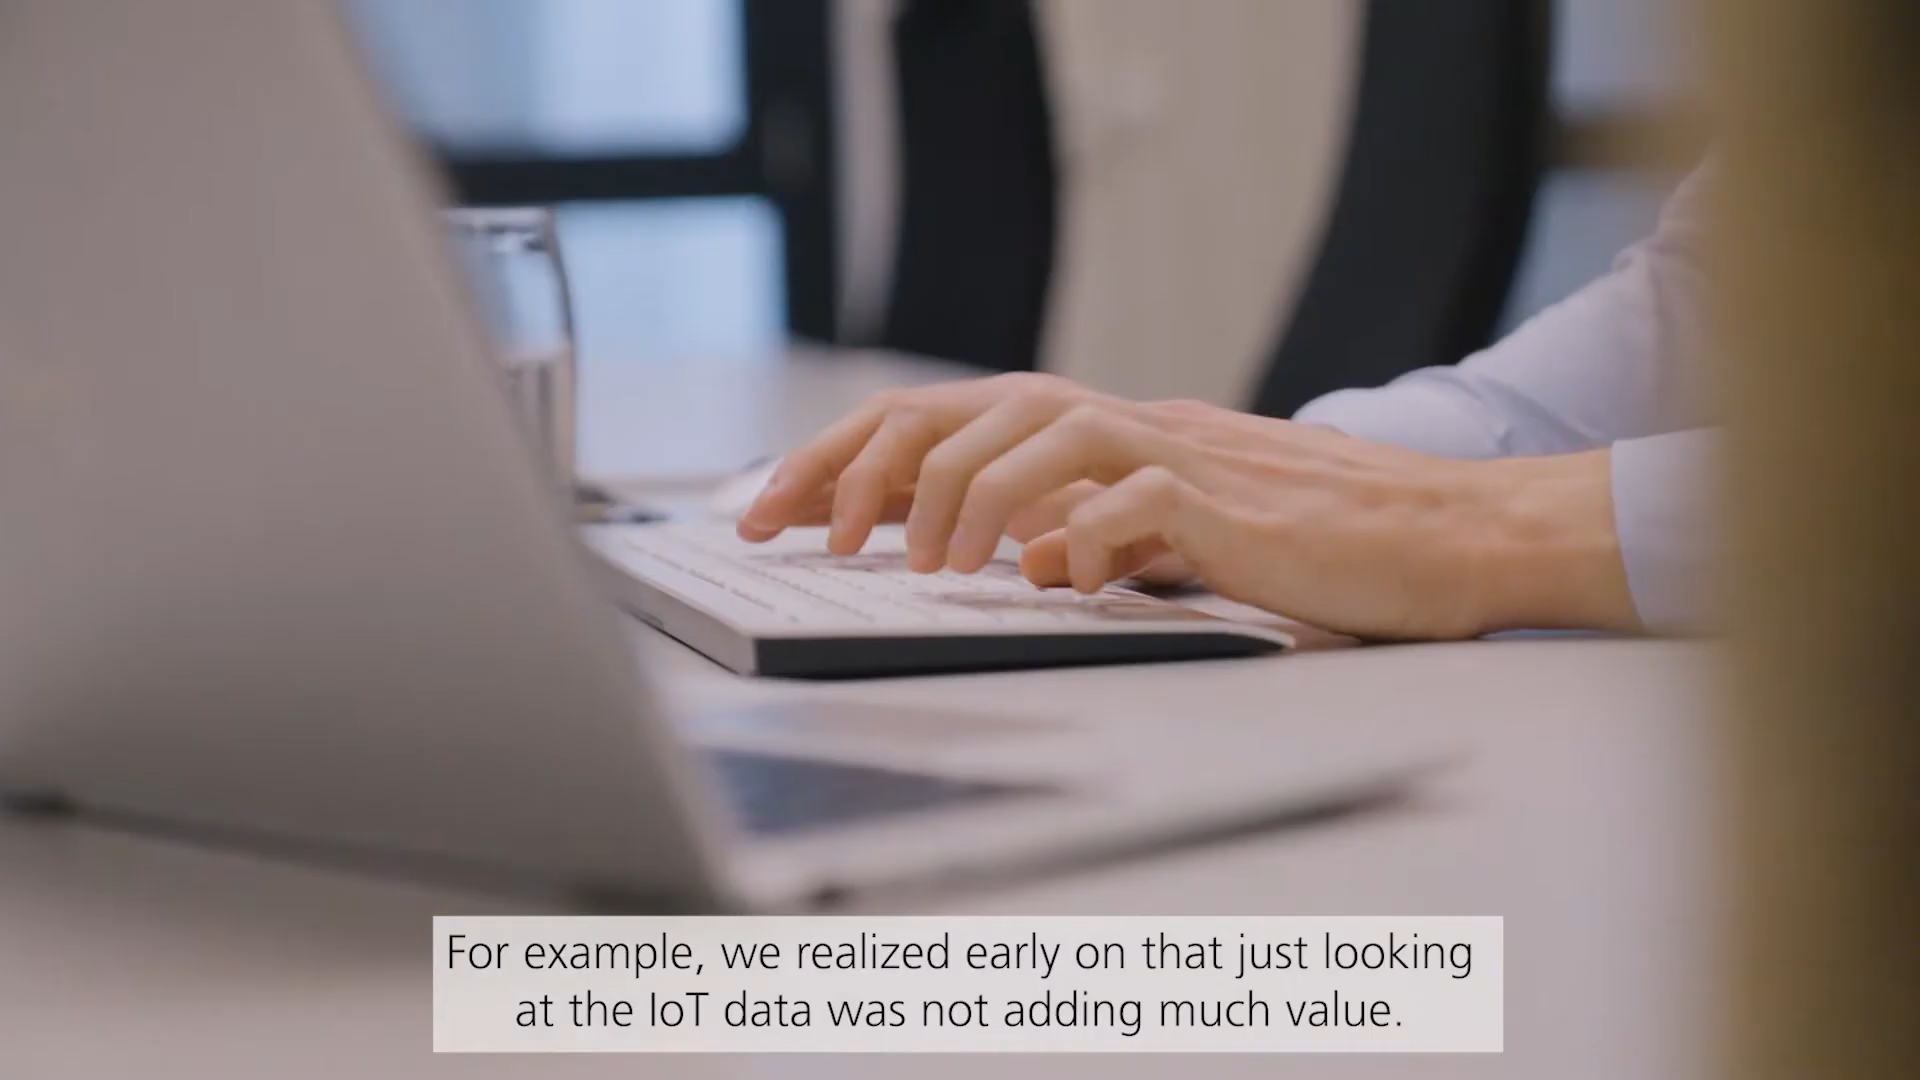 For example, we realized early on that just looking
at the IoT data was not adding much value.